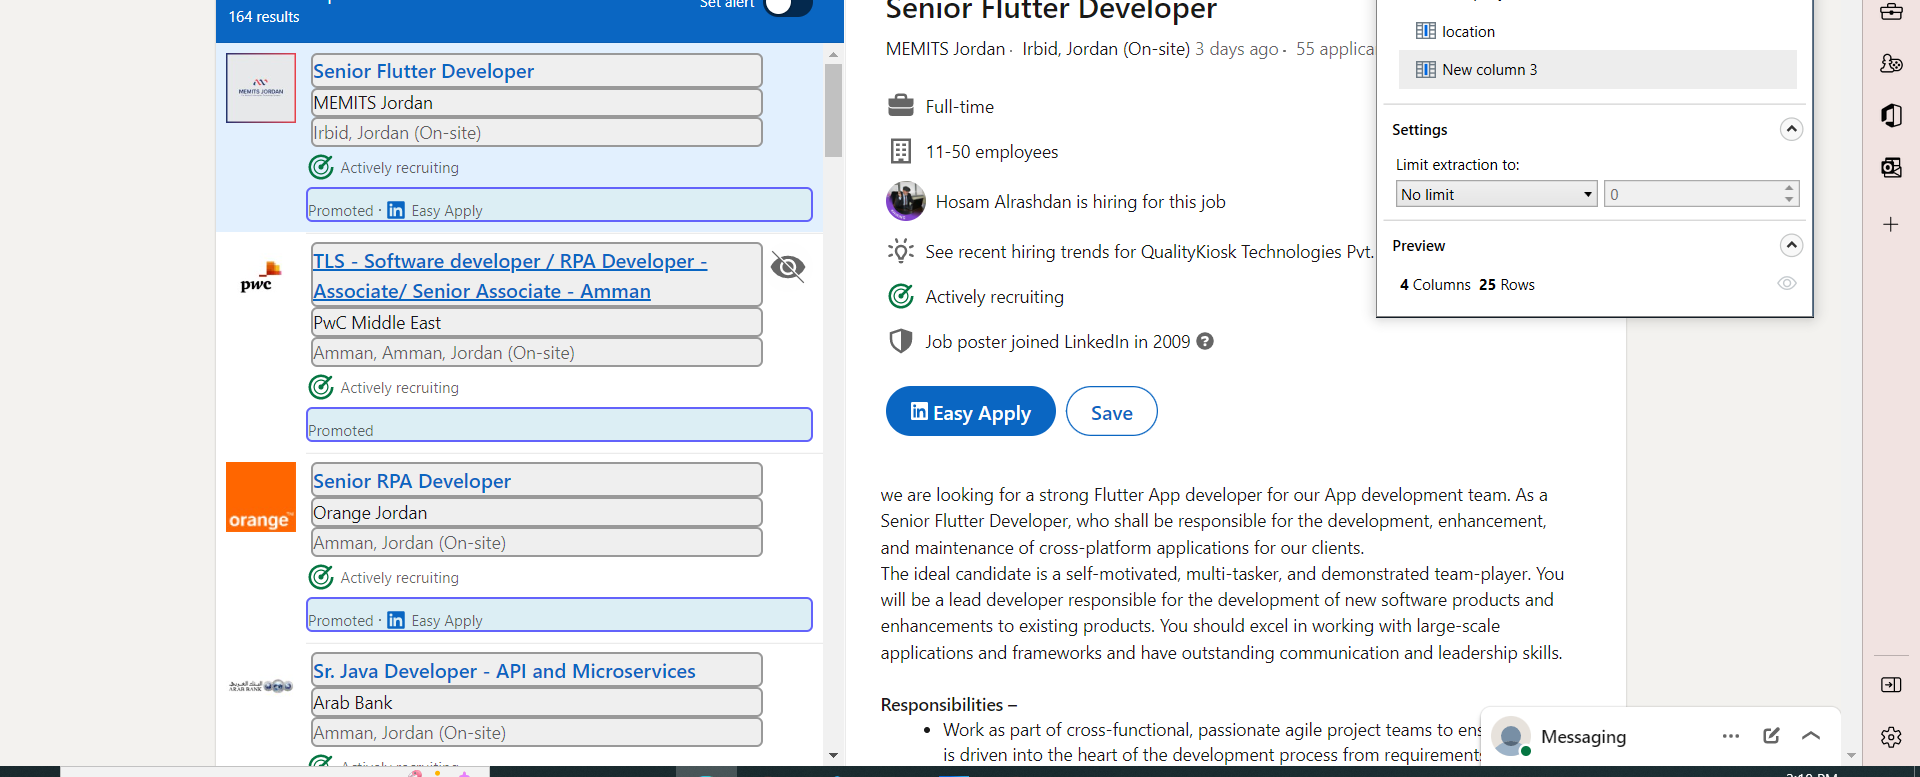 164 results
Set alert
MEMITS JORDAN
Senior Flutter Developer
MEMITS Jordan
Irbid, Jordan (On-site)
Actively recruiting
Promoted · in Easy Apply
pwc
TLS - Software developer / RPA Developer -
Associate/ Senior Associate - Amman
PwC Middle East
Amman, Amman, Jordan (On-site)
Actively recruiting
Promoted
orange™
Senior RPA Developer
Orange Jordan
Amman, Jordan (On-site)
Actively recruiting
Promoted · in Easy Apply
البنك العربي
ARAB BANK
Sr. Java Developer - API and Microservices
Arab Bank
Amman, Jordan (On-site)
Actively recruiting
Senior Flutter Developer
MEMITS Jordan · Irbid, Jordan (On-site) 3 days ago · 55 applica
Full-time
11-50 employees
Hosam Alrashdan is hiring for this job
See recent hiring trends for QualityKiosk Technologies Pvt.
Actively recruiting
Job poster joined LinkedIn in 2009 ?
in Easy Apply
Save
we are looking for a strong Flutter App developer for our App development team. As a
Senior Flutter Developer, who shall be responsible for the development, enhancement,
and maintenance of cross-platform applications for our clients.
The ideal candidate is a self-motivated, multi-tasker, and demonstrated team-player. You
will be a lead developer responsible for the development of new software products and
enhancements to existing products. You should excel in working with large-scale
applications and frameworks and have outstanding communication and leadership skills.
Responsibilities –
• Work as part of cross-functional, passionate agile project teams to ens
is driven into the heart of the development process from requirements
location
New column 3
Settings
Limit extraction to:
No limit
0
Preview
4 Columns 25 Rows
Messaging